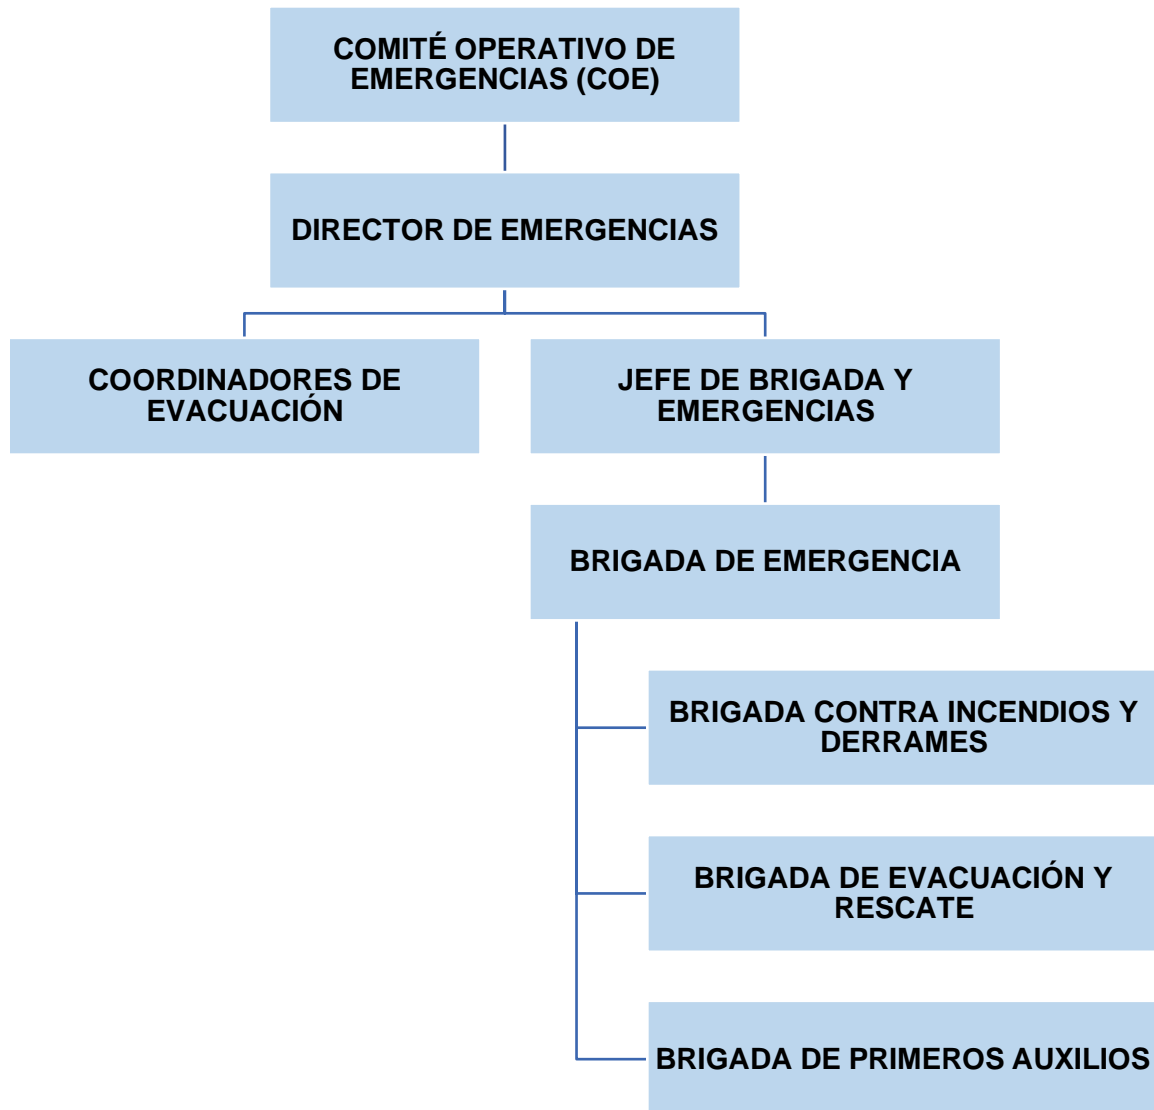 COMITÉ OPERATIVO DE
EMERGENCIAS (COE)
DIRECTOR DE EMERGENCIAS
COORDINADORES DE
EVACUACIÓN
JEFE DE BRIGADA Y
EMERGENCIAS
BRIGADA DE EMERGENCIA
BRIGADA CONTRA INCENDIOS Y
DERRAMES
BRIGADA DE EVACUACIÓN Y
RESCATE
BRIGADA DE PRIMEROS AUXILIOS